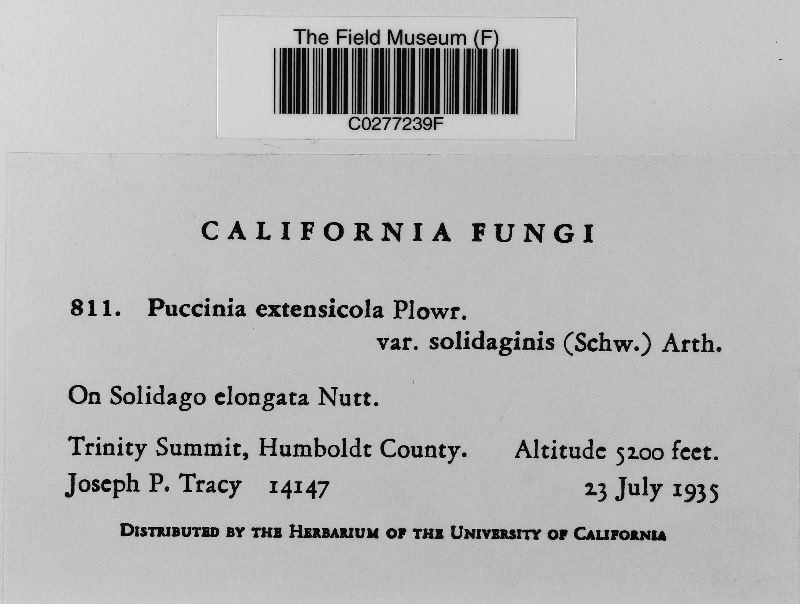 The Field Museum (F)
C0277239F
CALIFORNIA FUNGI
811. Puccinia extensicola Plowr.
var. solidaginis (Schw.) Arth.
On Solidago elongata Nutt.
Trinity Summit, Humboldt County. Altitude 5200 feet.
Joseph P. Tracy 14147 23 July 1935
Distributed by the Herbarium of the University of California